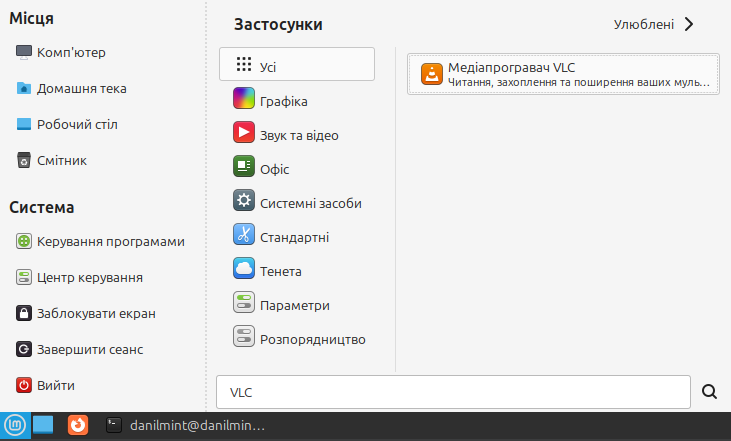 Місця
Комп'ютер
Домашня тека
Робочий стіл
Смітник
Система
Керування програмами
Центр керування
Заблокувати екран
Завершити сеанс
Вийти
Застосунки
Улюблені
Усі
Графіка
Звук та відео
Офіс
Системні засоби
Стандартні
Тенета
Параметри
Розпорядництво
Медіапрогравач VLC
Читання, захоплення та поширення ваших муль…
VLC
danilmint@danilmin…